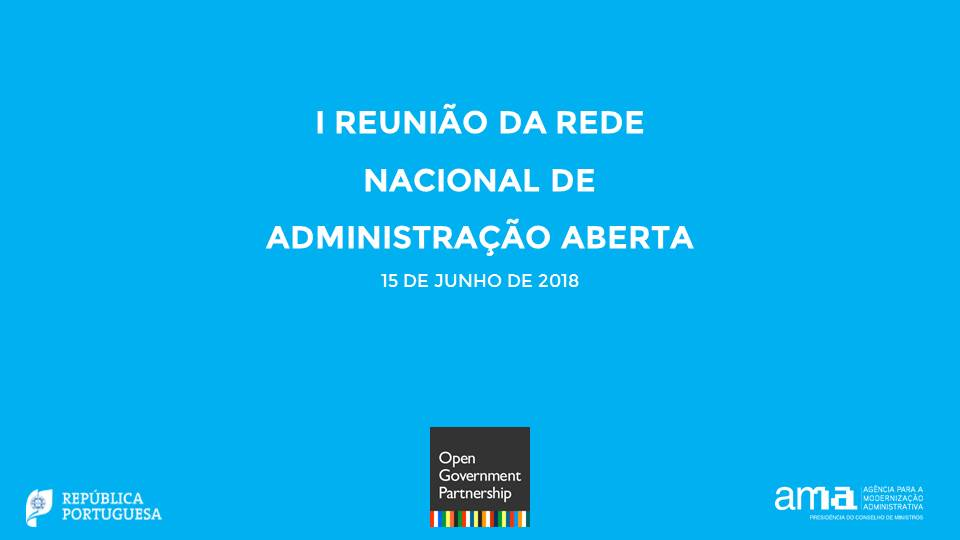 I REUNIÃO DA REDE
NACIONAL DE
ADMINISTRAÇÃO ABERTA
15 DE JUNHO DE 2018
Open
Government
Partnership
REPÚBLICA
PORTUGUESA
ama
AGÊNCIA PARA A
MODERNIZAÇÃO
ADMINISTRATIVA
PRESIDÊNCIA DO CONSELHO DE MINISTROS